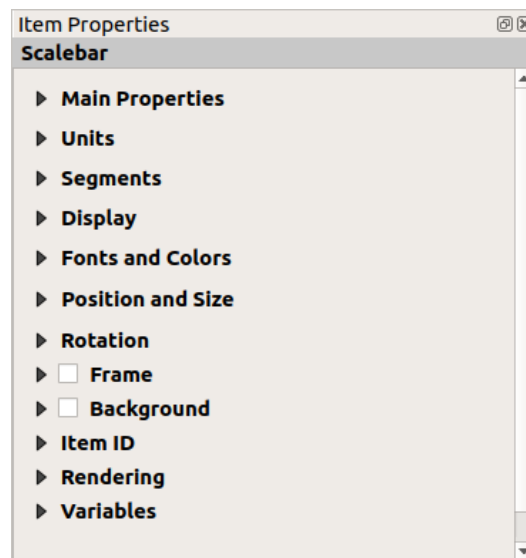 Item Properties
Scalebar
Main Properties
Units
Segments
Display
Fonts and Colors
Position and Size
Rotation
Frame
Background
Item ID
Rendering
Variables